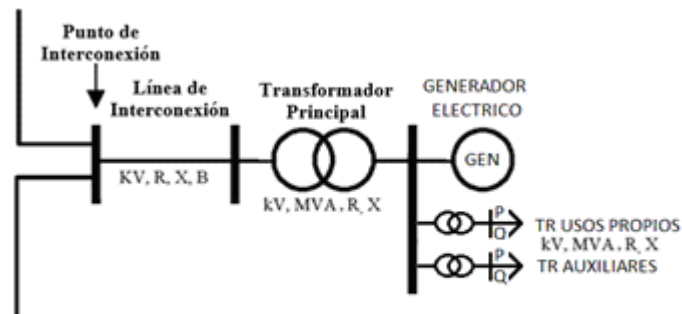 Punto de
Interconexión
Línea de
Interconexión
KV, R, X, B
Transformador
Principal
kV, MVA, R, X
GENERADOR
ELECTRICO
GEN
P
Q
TR USOS PROPIOS
kV, MVA, R, X
P
Q
TR AUXILIARES